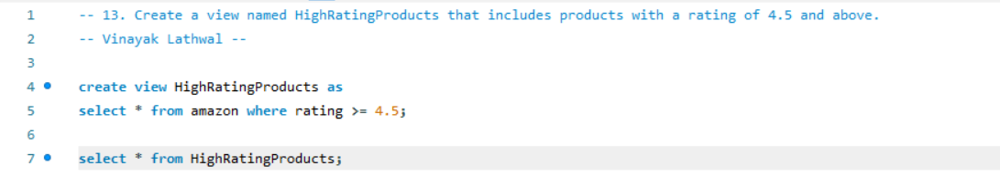 1 -- 13. Create a view named HighRatingProducts that includes products with a rating of 4.5 and above.
2 -- Vinayak Lathwal --
3
4 create view HighRatingProducts as
5 select * from amazon where rating >= 4.5;
6
7 select * from HighRatingProducts;